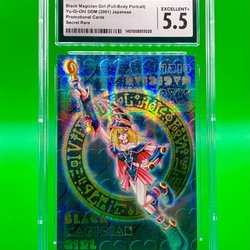 Black Magician Girl (Full-Body Portrait)
Yu-Gi-Oh! DDM (2001) Japanese
Promotional Cards
Secret Rare
EXCELLENT+
5.5
BLACK
MAGICIAN
GIRL